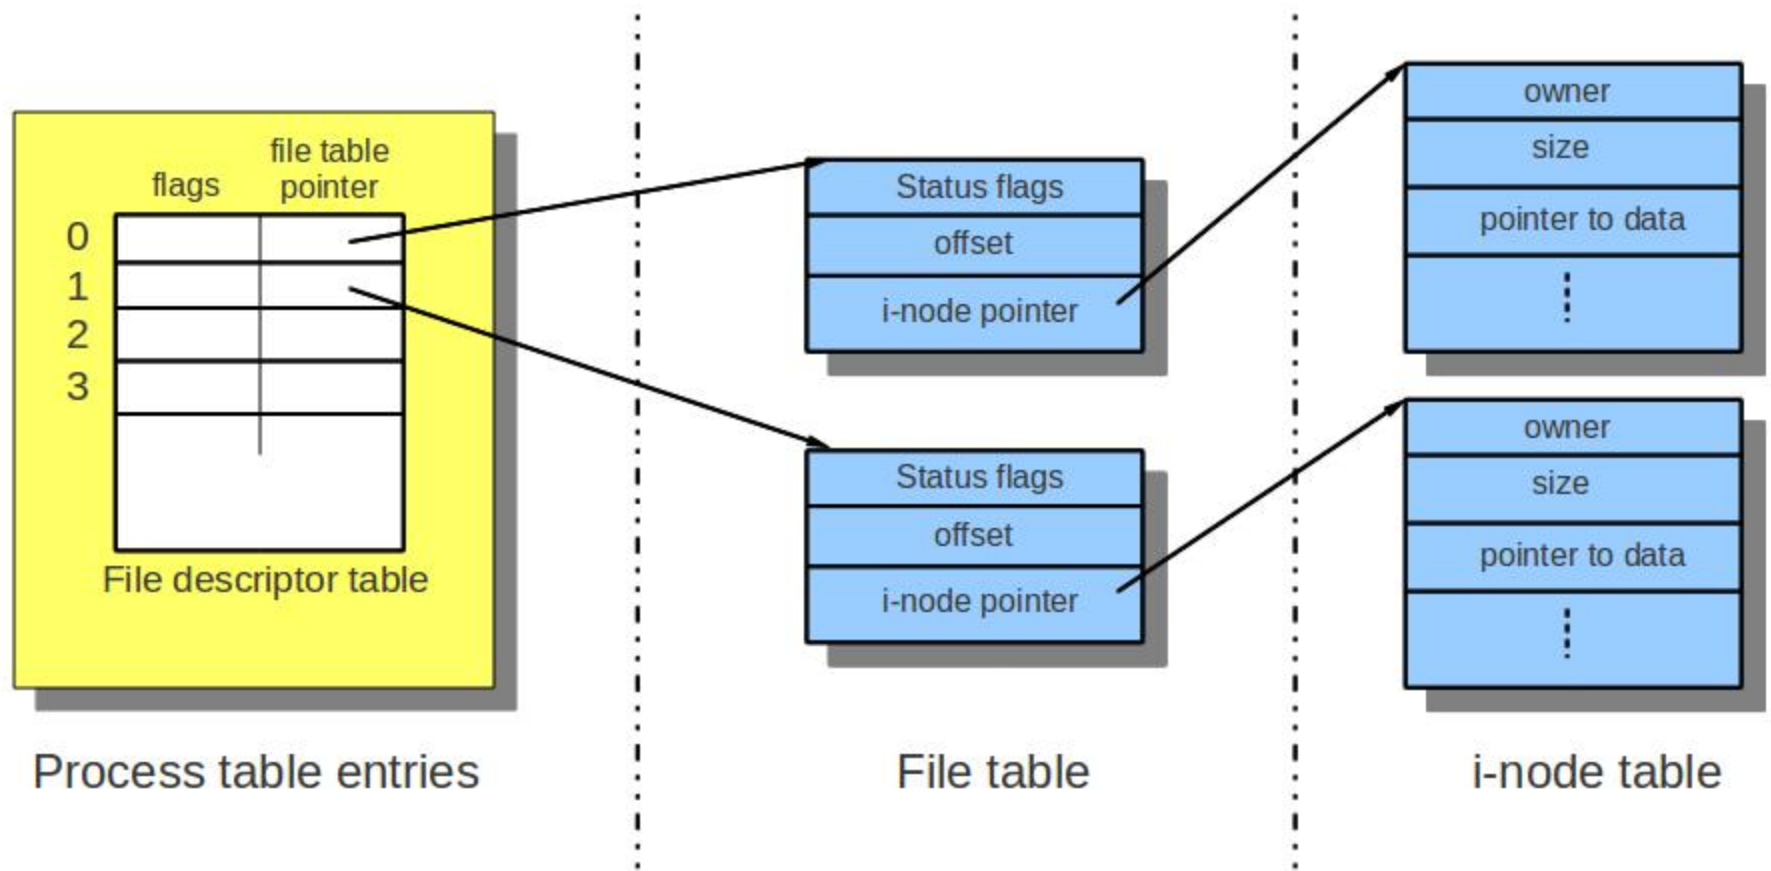 flags
file table
pointer
0
1
2
3
File descriptor table
Process table entries
Status flags
offset
i-node pointer
Status flags
offset
i-node pointer
File table
owner
size
pointer to data
owner
size
pointer to data
i-node table